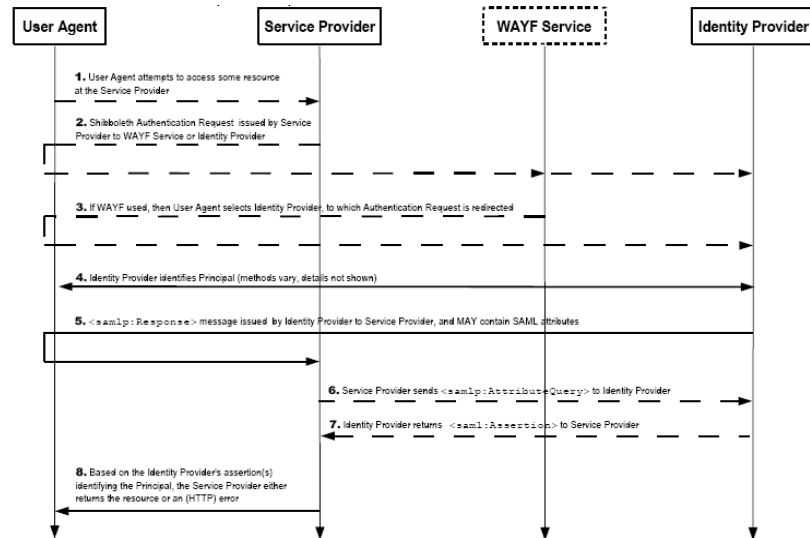 User Agent
Service Provider
WAYF Service
Identity Provider
1. User Agent attempts to access some resource
at the Service Provider
2. Shibboleth Authentication Request issued by Service
Provider to WAYF Service or Identity Provider
3. If WAYF used, then User Agent selects Identity Provider, to which Authentication Request is redirected
4. Identity Provider identifies Principal (methods vary, details not shown)
5. <samlp:Response> message issued by Identity Provider to Service Provider, and MAY contain SAML attributes
6. Service Provider sends <samlp:AttributeQuery> to Identity Provider
7. Identity Provider returns <saml:Assertion> to Service Provider
8. Based on the Identity Provider's assertion(s)
identifying the Principal, the Service Provider either
returns the resource or an (HTTP) error